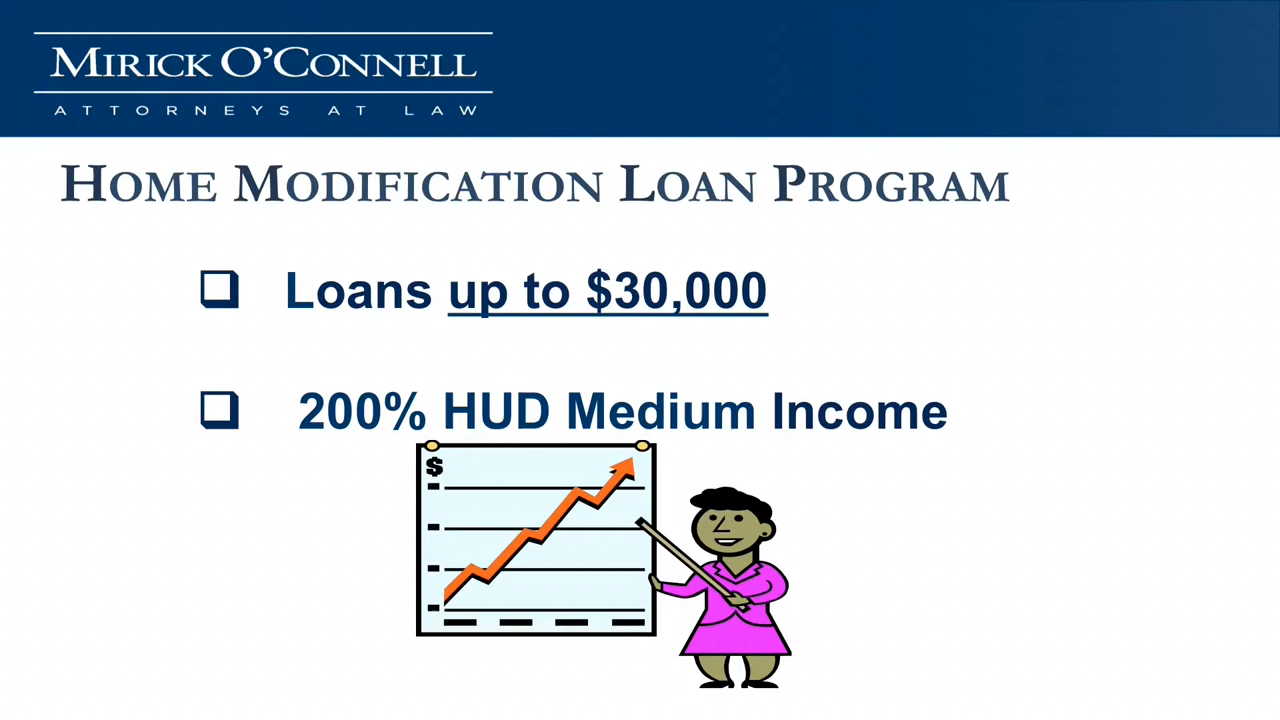 MIRICK O'CONNELL
ATTORNEYS AT LAW
HOME MODIFICATION LOAN PROGRAM
Loans up to $30,000
200% HUD Medium Income
$